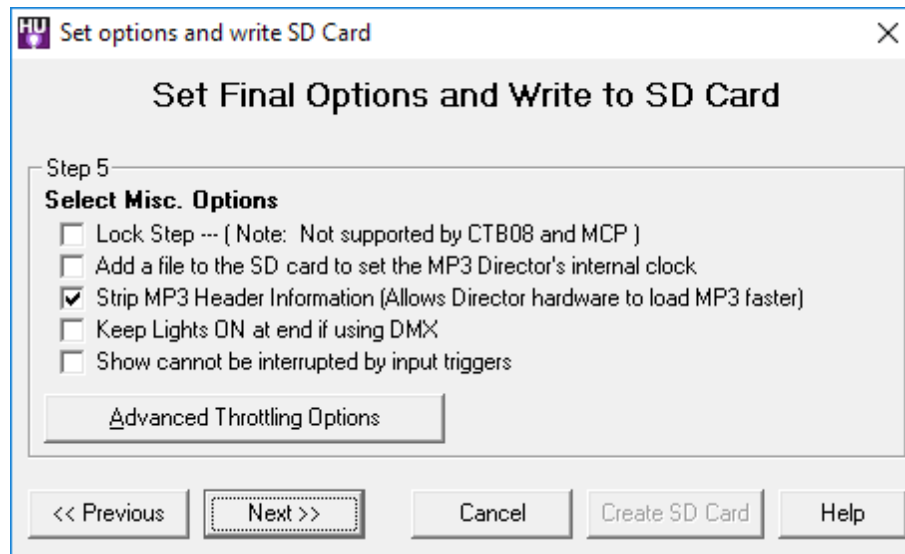 HU
Set options and write SD Card
Set Final Options and Write to SD Card
Step 5
Select Misc. Options
Lock Step --- ( Note:  Not supported by CTB08 and MCP )
Add a file to the SD card to set the MP3 Director's internal clock
Strip MP3 Header Information (Allows Director hardware to load MP3 faster)
Keep Lights ON at end if using DMX
Show cannot be interrupted by input triggers
Advanced Throttling Options
<< Previous
Next >>
Cancel
Create SD Card
Help